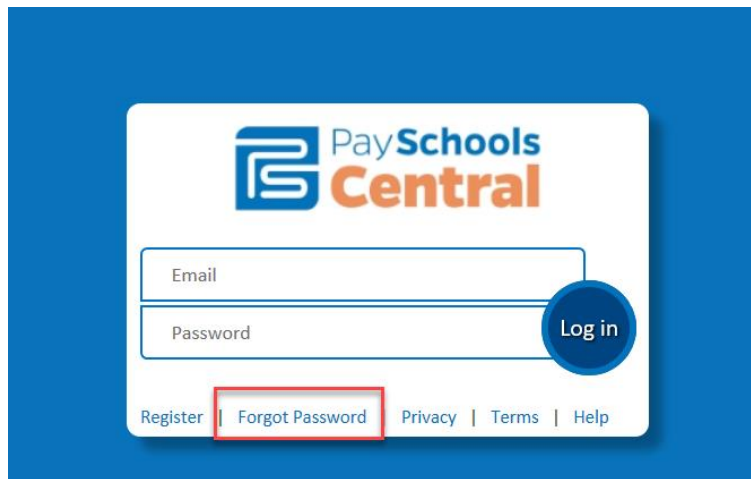 PaySchools
Central
Email
Password
Log in
Register | Forgot Password | Privacy | Terms | Help